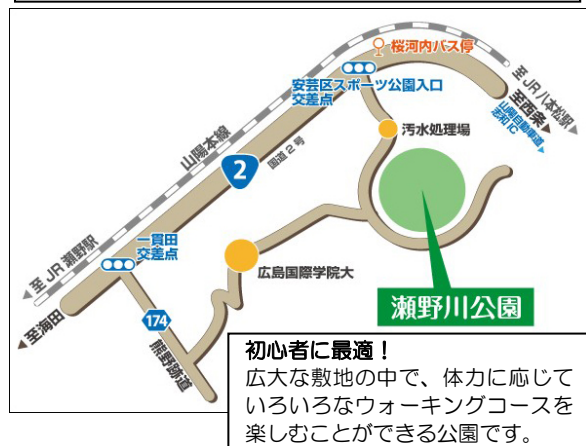 桜河内バス停
安芸区スポーツ公園入口
交差点
至JR八本松駅
至西条
山陽自動車道
志和IC
汚水処理場
山陽本線
2
国道2号
一貫田
交差点
至JR瀬野駅
広島国際学院大
至海田
174
熊野跡道
瀬野川公園
初心者に最適！
広大な敷地の中で、体力に応じて
いろいろなウォーキングコースを
楽しむことができる公園です。